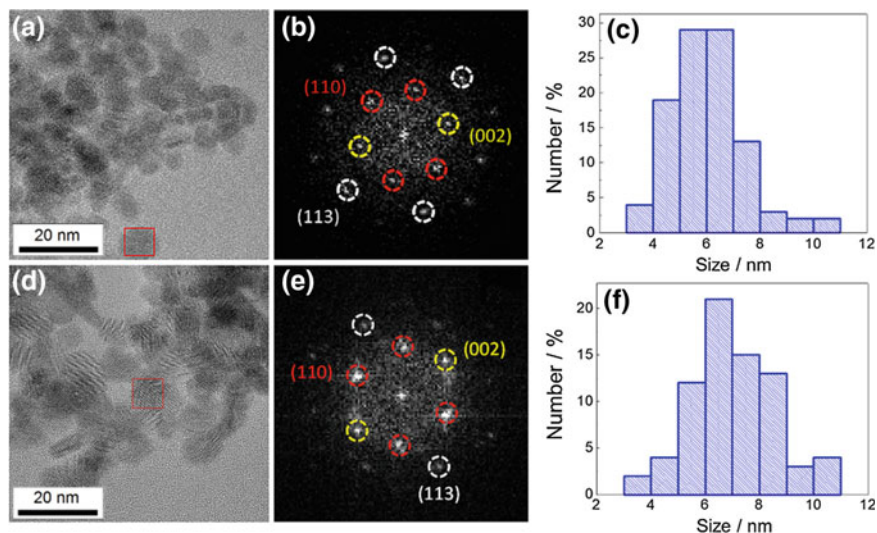 (a)
20 nm
(b)
(110)
(002)
(113)
(c)
Number / %
30
25
20
15
10
5
0
2 4 6 8 10 12
Size / nm
(d)
20 nm
(e)
(002)
(110)
(113)
(f)
Number / %
20
15
10
5
0
2 4 6 8 10 12
Size / nm